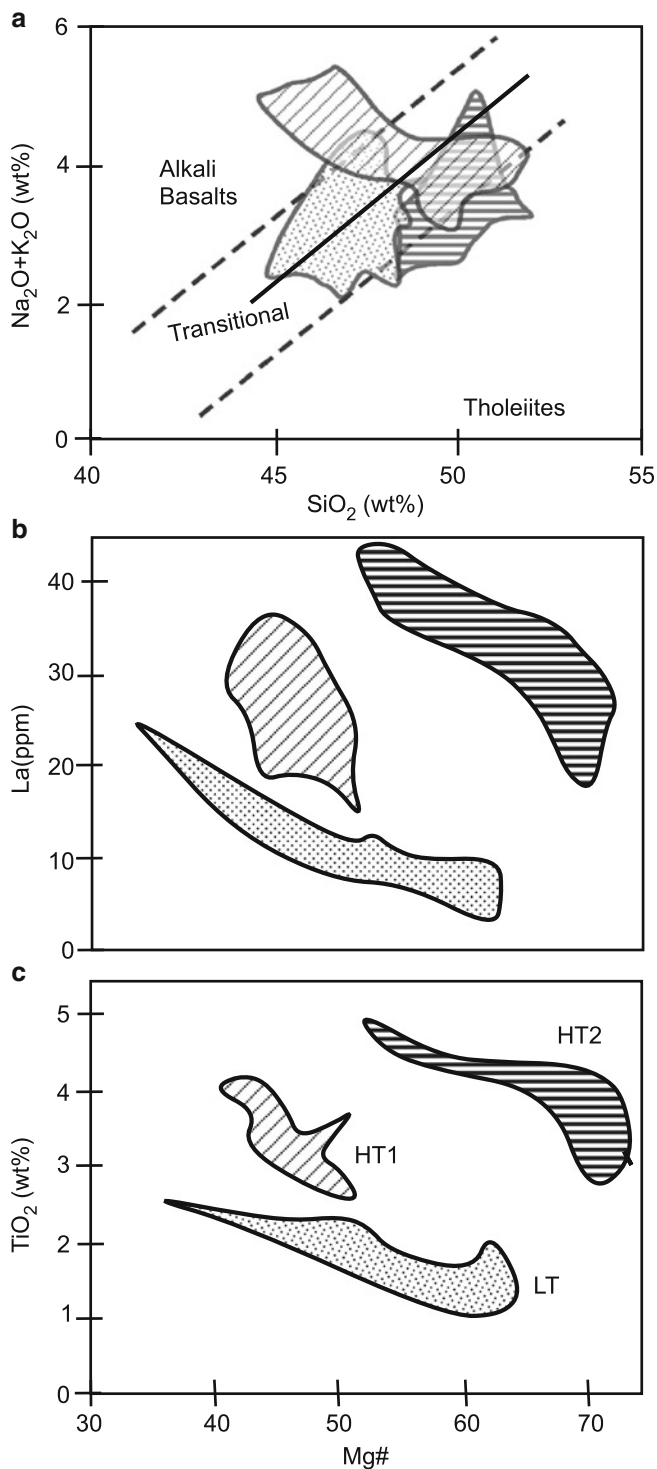 a
6
4
2
0
Na₂O+K₂O (wt%)
Alkali
Basalts
Transitional
Tholeiites
40
45
50
55
SiO₂ (wt%)
b
40
30
20
10
0
La(ppm)
c
5
4
3
2
1
0
TiO₂ (wt%)
HT2
HT1
LT
30
40
50
60
70
Mg#